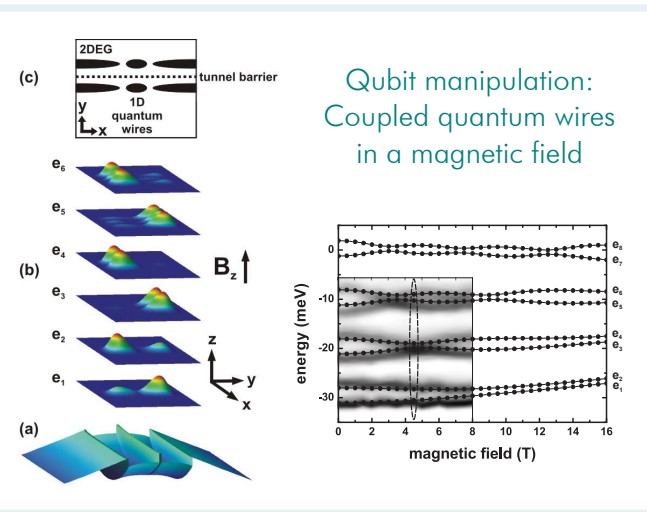 Qubit manipulation:
Coupled quantum wires
in a magnetic field
(c)
2DEG
tunnel barrier
1D
quantum
wires
y
x
(b)
e₆
e₅
e₄
e₃
e₂
e₁
B_z
z
y
x
(a)
energy (meV)
0
-10
-20
-30
0 2 4 6 8 10 12 14 16
magnetic field (T)
e₈
e₇
e₆
e₅
e₄
e₃
e₂
e₁